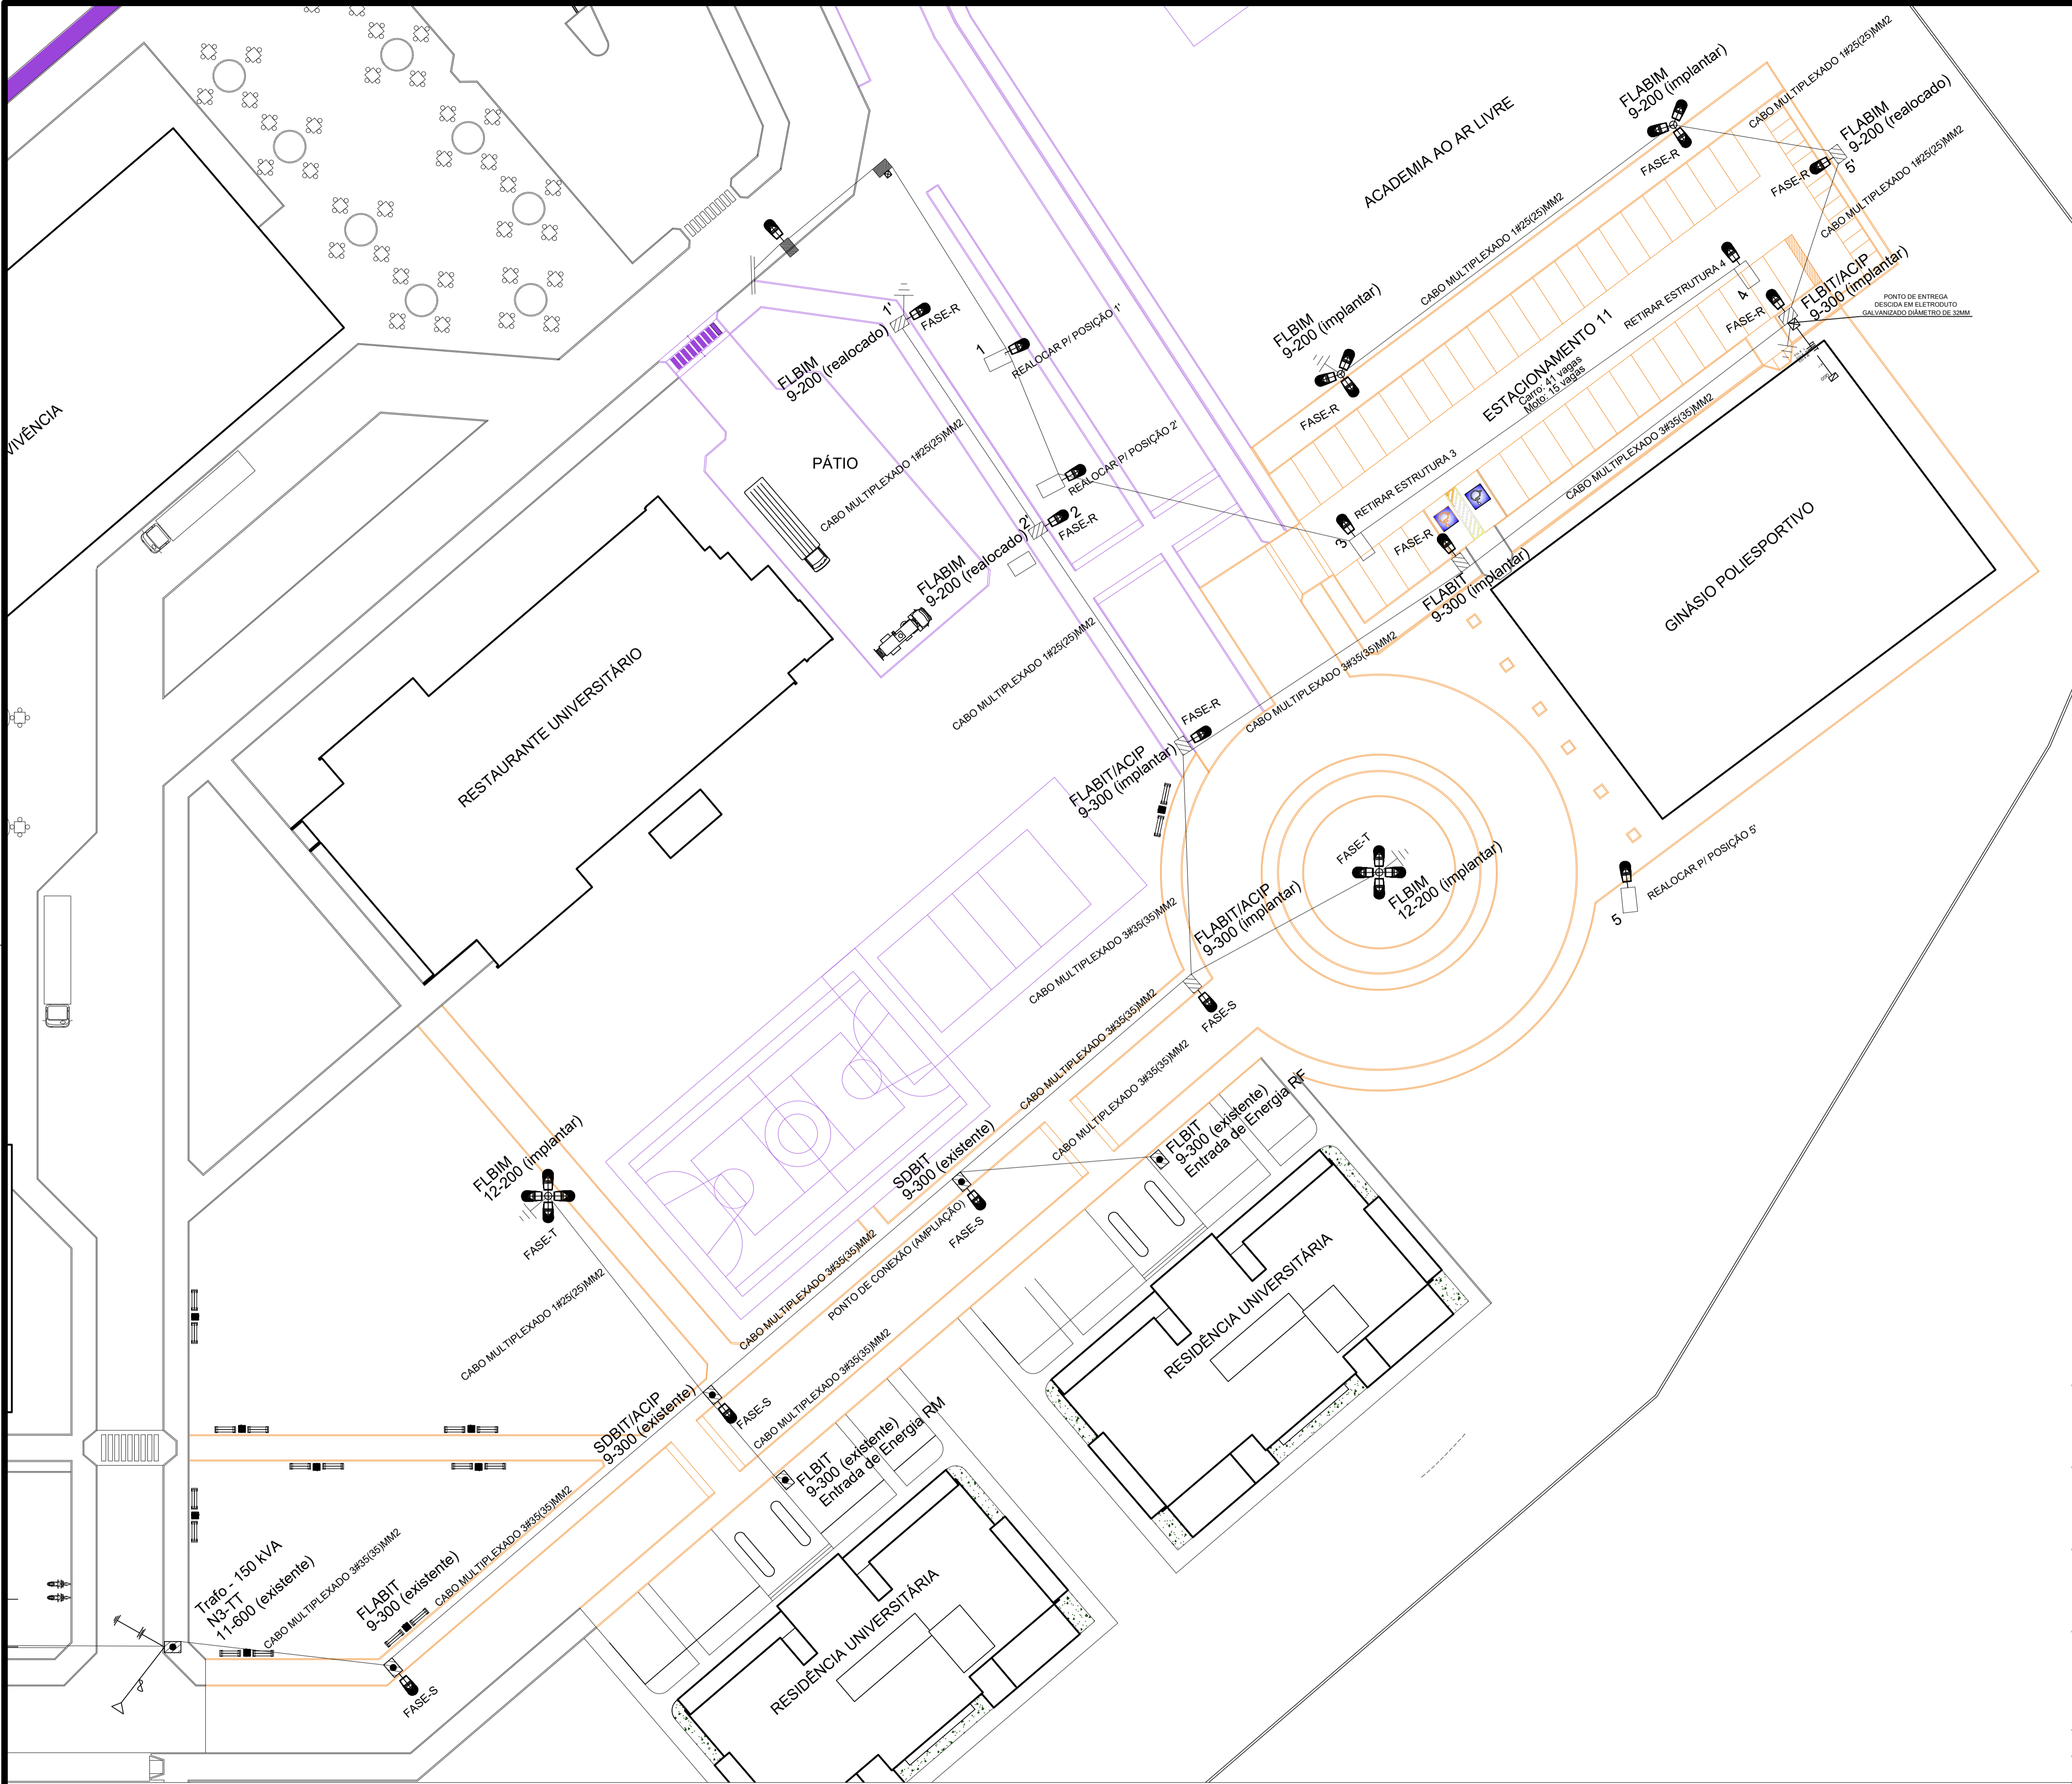 VIVÊNCIA
RESTAURANTE UNIVERSITÁRIO
PÁTIO
ACADEMIA AO AR LIVRE
FLABIM
9-200 (implantar)
FASE-R
CABO MULTIPLEXADO 1#25(25)MM2
FLABIM
9-200 (realocado)
5'
FASE-R
CABO MULTIPLEXADO 1#25(25)MM2
CABO MULTIPLEXADO 1#25(25)MM2
FLBIM
9-200 (implantar)
FASE-R
RETIRAR ESTRUTURA 4
4
FASE-R
FLBIT/ACIP
9-300 (implantar)
PONTO DE ENTREGA
DESCIDA EM ELETRODUTO
GALVANIZADO DIÂMETRO DE 32MM
ESTACIONAMENTO 11
Carro: 41 vagas
Moto: 15 vagas
CABO MULTIPLEXADO 3#35(35)MM2
1'
FASE-R
FLBIM
9-200 (realocado)
1
REALOCAR P/ POSIÇÃO 1'
CABO MULTIPLEXADO 1#25(25)MM2
REALOCAR P/ POSIÇÃO 2'
2'
2
FASE-R
FLABIM
9-200 (realocado)
RETIRAR ESTRUTURA 3
3
FASE-R
FLABIT
9-300 (implantar)
GINÁSIO POLIESPORTIVO
CABO MULTIPLEXADO 1#25(25)MM2
CABO MULTIPLEXADO 3#35(35)MM2
FASE-R
FLABIT/ACIP
9-300 (implantar)
FASE-T
FLBIM
12-200 (implantar)
REALOCAR P/ POSIÇÃO 5'
5
FLABIT/ACIP
9-300 (implantar)
CABO MULTIPLEXADO 3#35(35)MM2
FASE-S
CABO MULTIPLEXADO 3#35(35)MM2
CABO MULTIPLEXADO 3#35(35)MM2
FLBIT
9-300 (existente)
Entrada de Energia RF
SDBIT
9-300 (existente)
FASE-S
PONTO DE CONEXÃO (AMPLIAÇÃO)
CABO MULTIPLEXADO 3#35(35)MM2
FLBIM
12-200 (implantar)
FASE-T
CABO MULTIPLEXADO 1#25(25)MM2
RESIDÊNCIA UNIVERSITÁRIA
CABO MULTIPLEXADO 3#35(35)MM2
SDBIT/ACIP
9-300 (existente)
FASE-S
FLBIT
9-300 (existente)
Entrada de Energia RM
CABO MULTIPLEXADO 3#35(35)MM2
Trafo - 150 KVA
N3-TT
11-600 (existente)
CABO MULTIPLEXADO 3#35(35)MM2
FLABIT
9-300 (existente)
FASE-S
RESIDÊNCIA UNIVERSITÁRIA